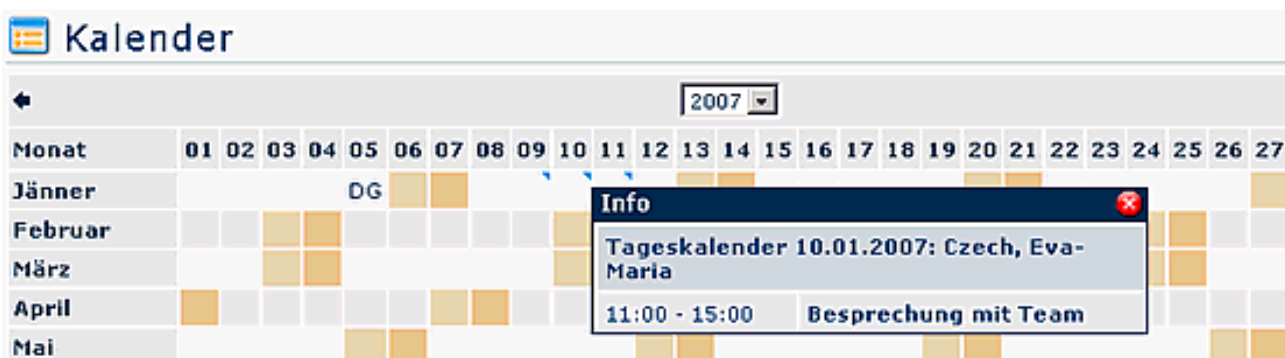 Kalender
2007
Monat 01 02 03 04 05 06 07 08 09 10 11 12 13 14 15 16 17 18 19 20 21 22 23 24 25 26 27
Jänner DG
Info
Februar
Tageskalender 10.01.2007: Czech, Eva-
März
Maria
April
11:00 - 15:00 Besprechung mit Team
Mai